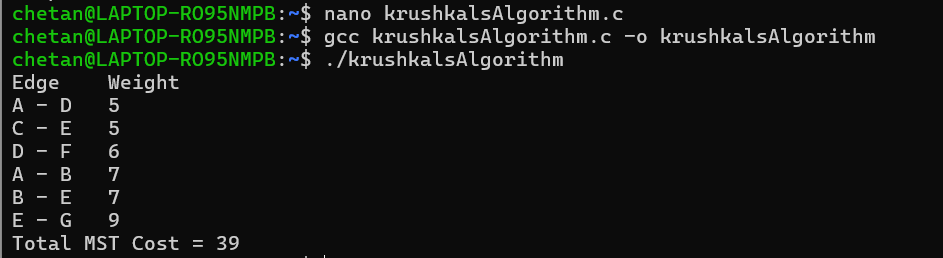 chetan@LAPTOP-RO95NMPB:~$ nano krushkalsAlgorithm.c
chetan@LAPTOP-RO95NMPB:~$ gcc krushkalsAlgorithm.c -o krushkalsAlgorithm
chetan@LAPTOP-RO95NMPB:~$ ./krushkalsAlgorithm
Edge    Weight
A - D   5
C - E   5
D - F   6
A - B   7
B - E   7
E - G   9
Total MST Cost = 39